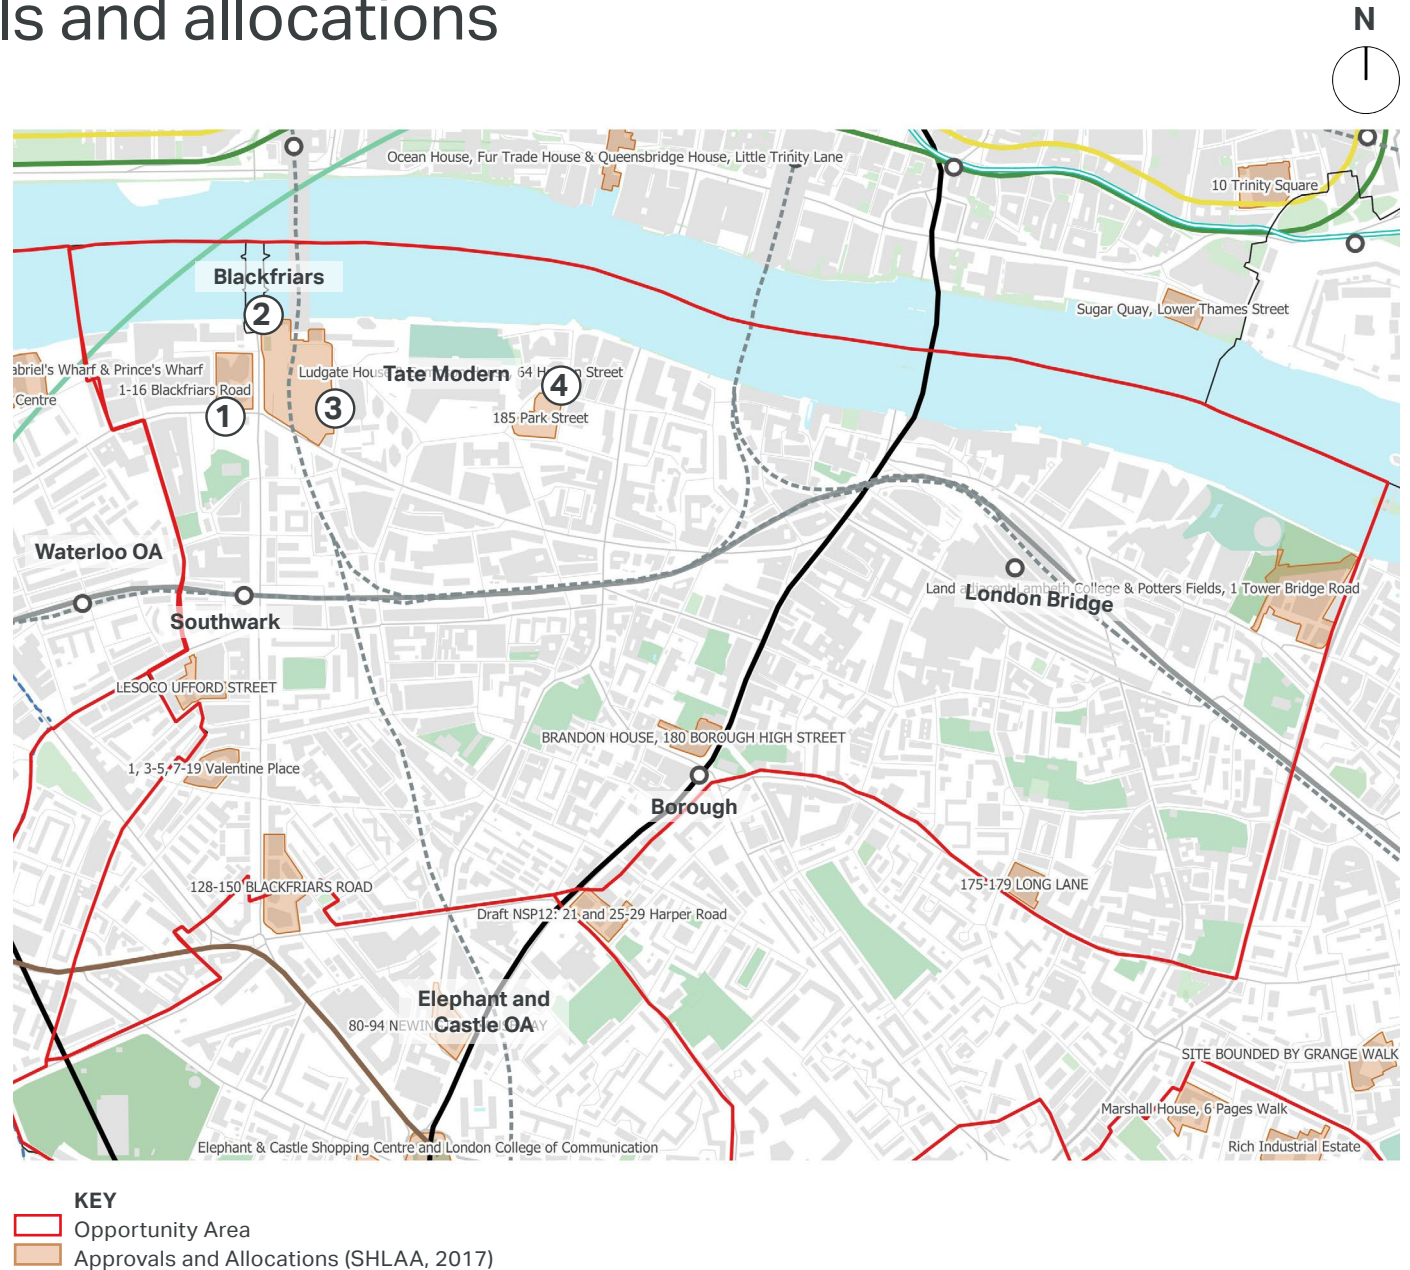 ls and allocations
N
Ocean House, Fur Trade House & Queensbridge House, Little Trinity Lane
10 Trinity Square
Blackfriars
2
Sugar Quay, Lower Thames Street
abriel's Wharf & Prince's Wharf
Ludgate House
64
Street
Tate Modern
4
1-16 Blackfriars Road
Centre
1
3
185 Park Street
Waterloo OA
Southwark
Land adjacent Lambeth College & Potters Fields, 1 Tower Bridge Road
London Bridge
LESOCO UFFORD STREET
BRANDON HOUSE, 180 BOROUGH HIGH STREET
1, 3-5, 7-19 Valentine Place
Borough
128-150 BLACKFRIARS ROAD
175-179 LONG LANE
Draft NSP12: 21 and 25-29 Harper Road
Elephant and
Castle OA
80-94
SITE BOUNDED BY GRANGE WALK
Marshall House, 6 Pages Walk
Elephant & Castle Shopping Centre and London College of Communication
Rich Industrial Estate
KEY
Opportunity Area
Approvals and Allocations (SHLAA, 2017)